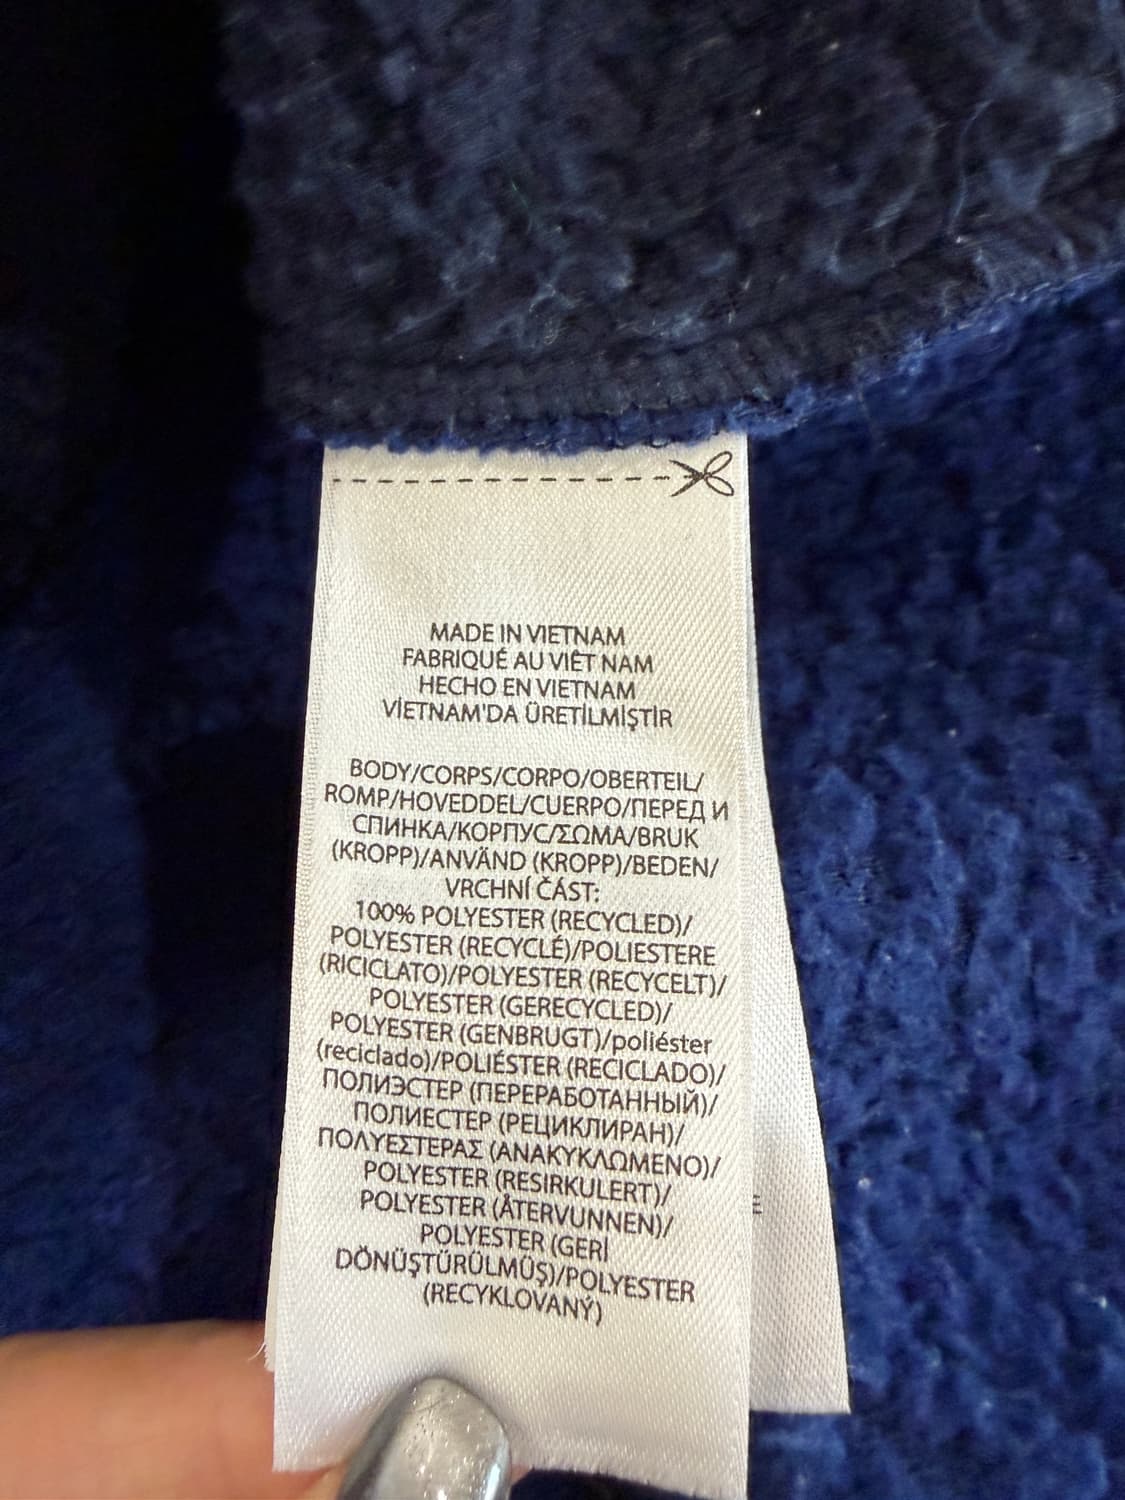 MADE IN VIETNAM
FABRIQUÉ AU VIÊT NAM
HECHO EN VIETNAM
VİETNAM'DA ÜRETİLMİŞTİR
BODY/CORPS/CORPO/OBERTEIL/
ROMP/HOVEDDEL/CUERPO/ПЕРЕД И
СПИНКА/КОРПУС/ΣΩΜΑ/BRUK
(KROPP)/ANVÄND (KROPP)/BEDEN/
VRCHNÍ ČÁST:
100% POLYESTER (RECYCLED)/
POLYESTER (RECYCLÉ)/POLIESTERE
(RICICLATO)/POLYESTER (RECYCELT)/
POLYESTER (GERECYCLED)/
POLYESTER (GENBRUGT)/poliéster
(reciclado)/POLIÉSTER (RECICLADO)/
ПОЛИЭСТЕР (ПЕРЕРАБОТАННЫЙ)/
ПОЛИЕСТЕР (РЕЦИКЛИРАН)/
ΠΟΛΥΕΣΤΕΡΑΣ (ΑΝΑΚΥΚΛΩΜΕΝΟ)/
POLYESTER (RESIRKULERT)/
POLYESTER (ÅTERVUNNEN)/
POLYESTER (GERİ
DÖNÜŞTÜRÜLMÜŞ)/POLYESTER
(RECYKLOVANÝ)